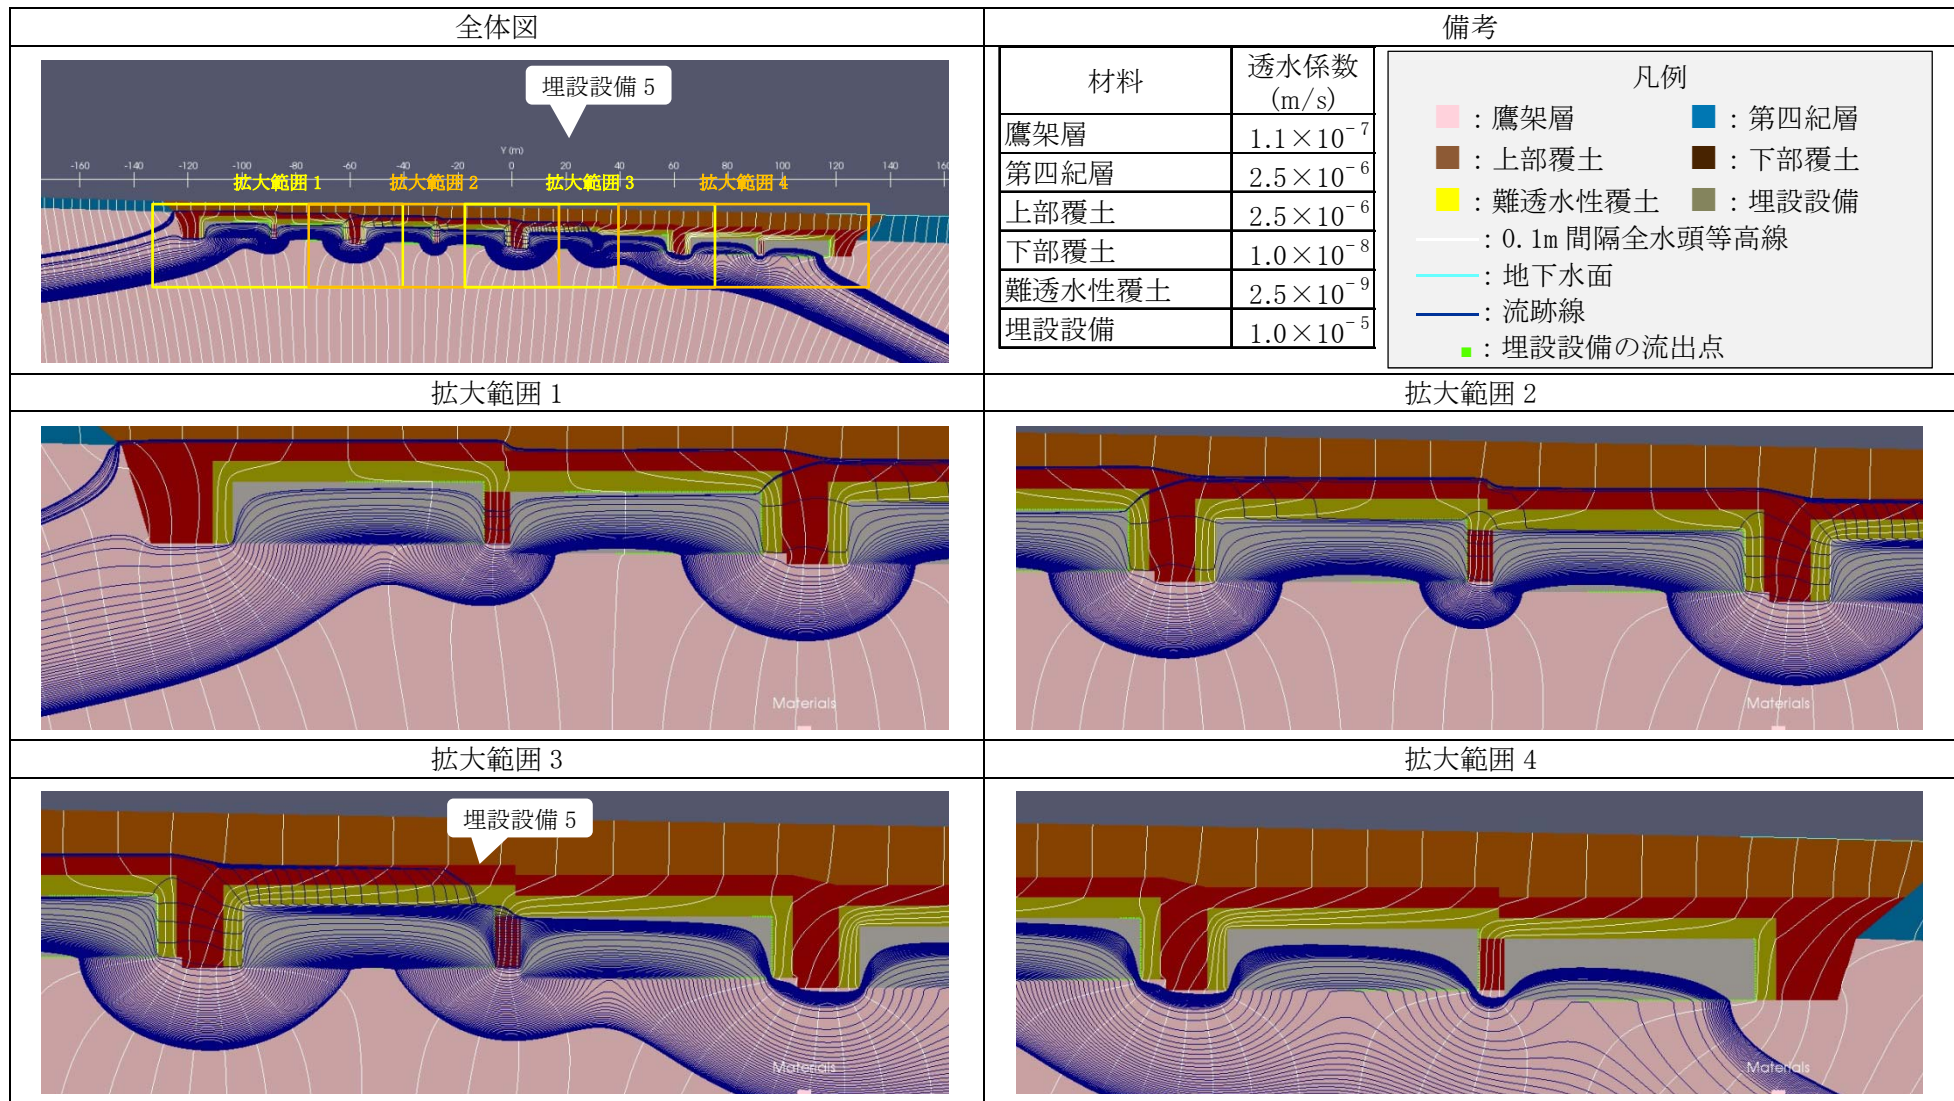 全体図
備考
埋設設備 5
Y (m)
-160 -140 -120 -100 -80 -60 -40 -20 0 20 40 60 80 100 120 140 160
拡大範囲 1 拡大範囲 2 拡大範囲 3 拡大範囲 4
材料 透水係数
(m/s)
鷹架層 1.1×10⁻⁷
第四紀層 2.5×10⁻⁶
上部覆土 2.5×10⁻⁶
下部覆土 1.0×10⁻⁸
難透水性覆土 2.5×10⁻⁹
埋設設備 1.0×10⁻⁵
凡例
：鷹架層 ：第四紀層
：上部覆土 ：下部覆土
：難透水性覆土 ：埋設設備
：0.1m 間隔全水頭等高線
：地下水面
：流跡線
：埋設設備の流出点
拡大範囲 1
拡大範囲 2
Materials
Materials
拡大範囲 3
拡大範囲 4
埋設設備 5
Materials
Materials